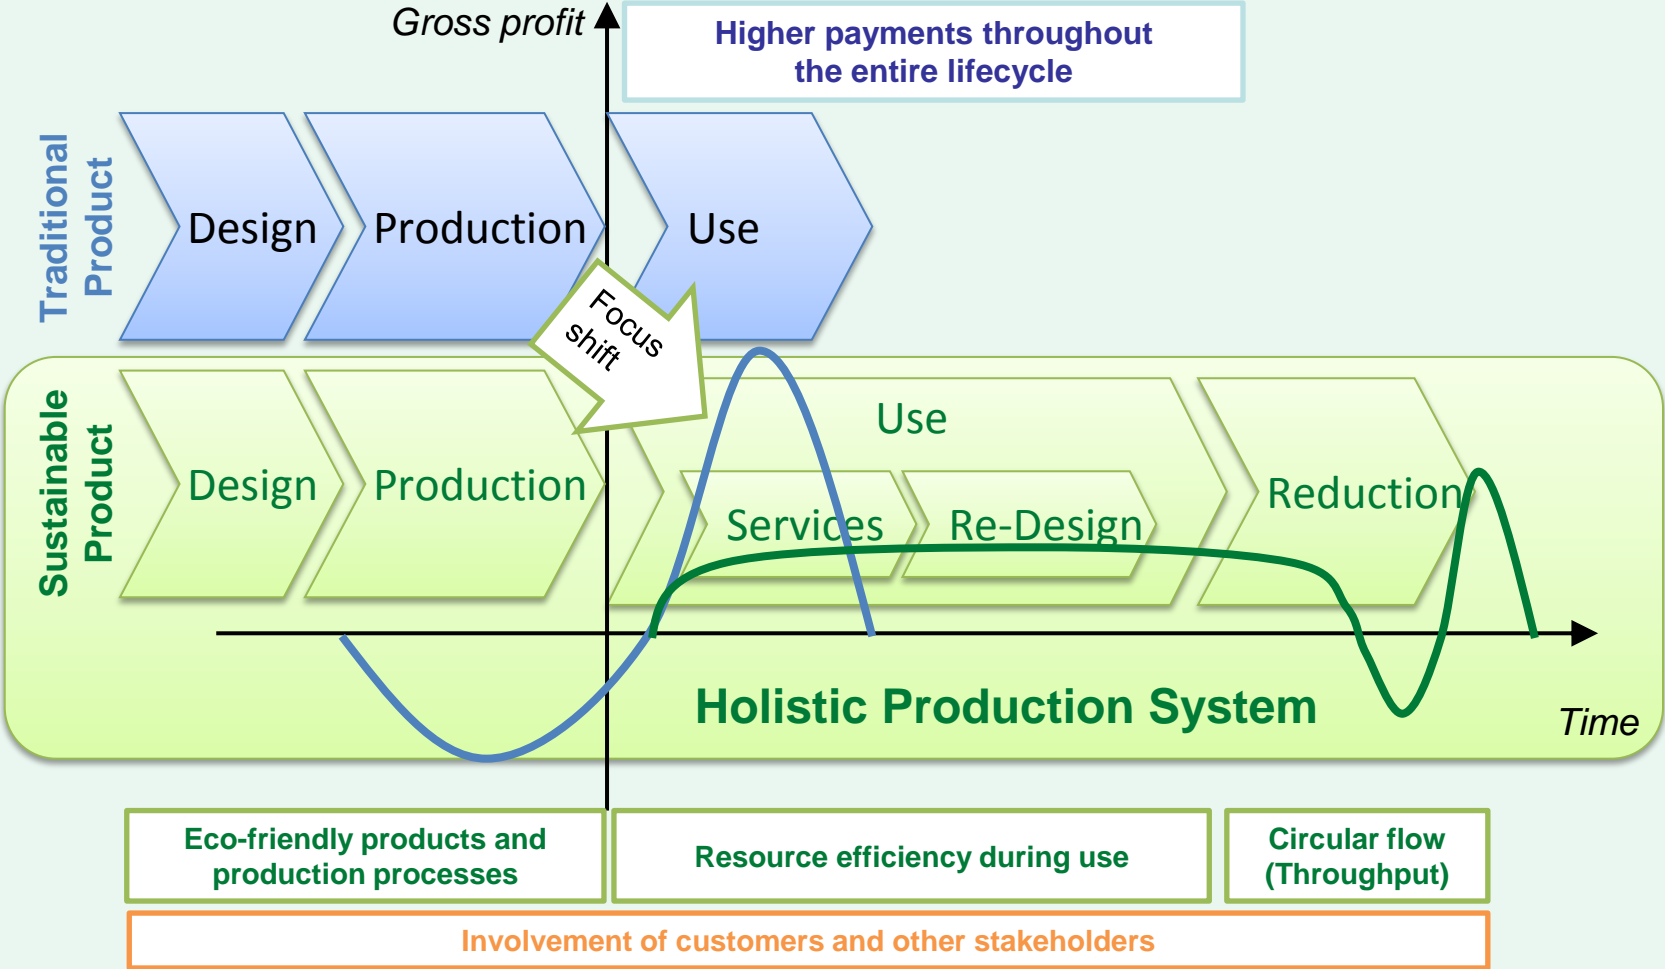 Gross profit
Higher payments throughout
the entire lifecycle
Traditional
Product
Design
Production
Use
Focus
shift
Sustainable
Product
Design
Production
Use
Services
Re-Design
Reduction
Holistic Production System
Time
Eco-friendly products and
production processes
Resource efficiency during use
Circular flow
(Throughput)
Involvement of customers and other stakeholders